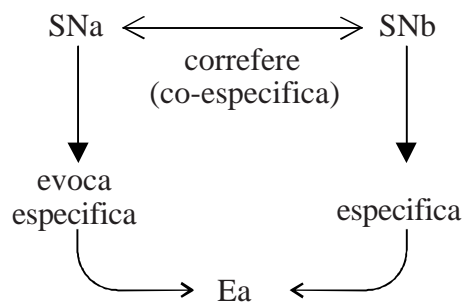 SNa SNb
correfere
(co-especifica)
evoca
especifica especifica
Ea